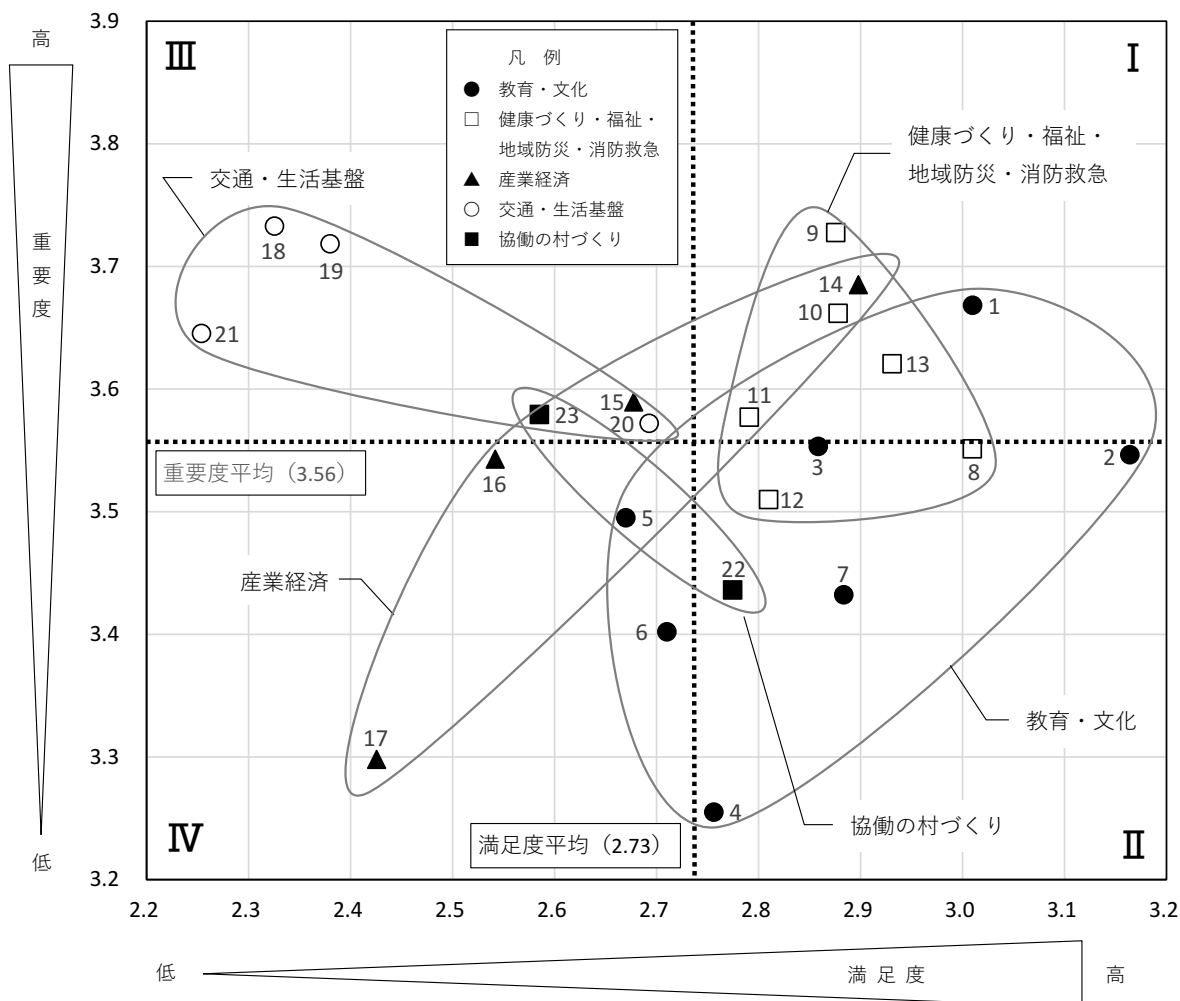 3.9
3.8
3.7
3.6
3.5
3.4
3.3
3.2
高
重要度
低
Ⅲ
Ⅰ
Ⅳ
Ⅱ
凡 例
● 教育・文化
□ 健康づくり・福祉・
地域防災・消防救急
▲ 産業経済
○ 交通・生活基盤
■ 協働の村づくり
交通・生活基盤
健康づくり・福祉・
地域防災・消防救急
18
19
21
9
14
10
1
13
11
15
20
23
重要度平均（3.56）
16
3
8
2
12
5
産業経済
22
7
6
教育・文化
17
4
協働の村づくり
満足度平均（2.73）
2.2
2.3
2.4
2.5
2.6
2.7
2.8
2.9
3.0
3.1
3.2
低
満足度
高